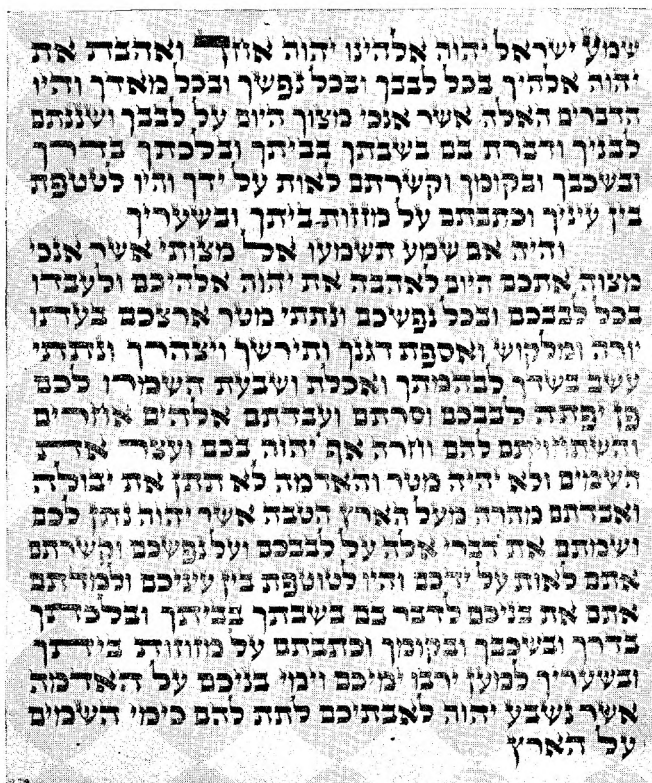 שמע ישראל יהוה אלהינו יהוה אחד ואהבת את
יהוה אלהיך בכל לבבך ובכל נפשך ובכל מאדך והיו
הדברים האלה אשר אנכי מצוך היום על לבבך ושננתם
לבניך ודברת בם בשבתך בביתך ובלכתך בדרך
ובשכבך ובקומך וקשרתם לאות על ידך והיו לטטפת
בין עיניך וכתבתם על מזוזות ביתך ובשעריך
והיה אם שמע תשמעו אל מצותי אשר אנכי
מצוה אתכם היום לאהבה את יהוה אלהיכם ולעבדו
בכל לבבכם ובכל נפשכם ונתתי מטר ארצכם בעתו
יורה ומלקוש ואספת דגנך ותירשך ויצהרך ונתתי
עשב בשדך לבהמתך ואכלת ושבעת השמרו לכם
פן יפתה לבבכם וסרתם ועבדתם אלהים אחרים
והשתחויתם להם וחרה אף יהוה בכם ועצר את
השמים ולא יהיה מטר והאדמה לא תתן את יבולה
ואבדתם מהרה מעל הארץ הטבה אשר יהוה נתן לכם
ושמתם את דברי אלה על לבבכם ועל נפשכם וקשרתם
אתם לאות על ידכם והיו לטוטפת בין עיניכם ולמדתם
אתם את בניכם לדבר בם בשבתך בביתך ובלכתך
בדרך ובשכבך ובקומך וכתבתם על מזוזות ביתך
ובשעריך למען ירבו ימיכם וימי בניכם על האדמה
אשר נשבע יהוה לאבתיכם לתת להם כימי השמים
על הארץ